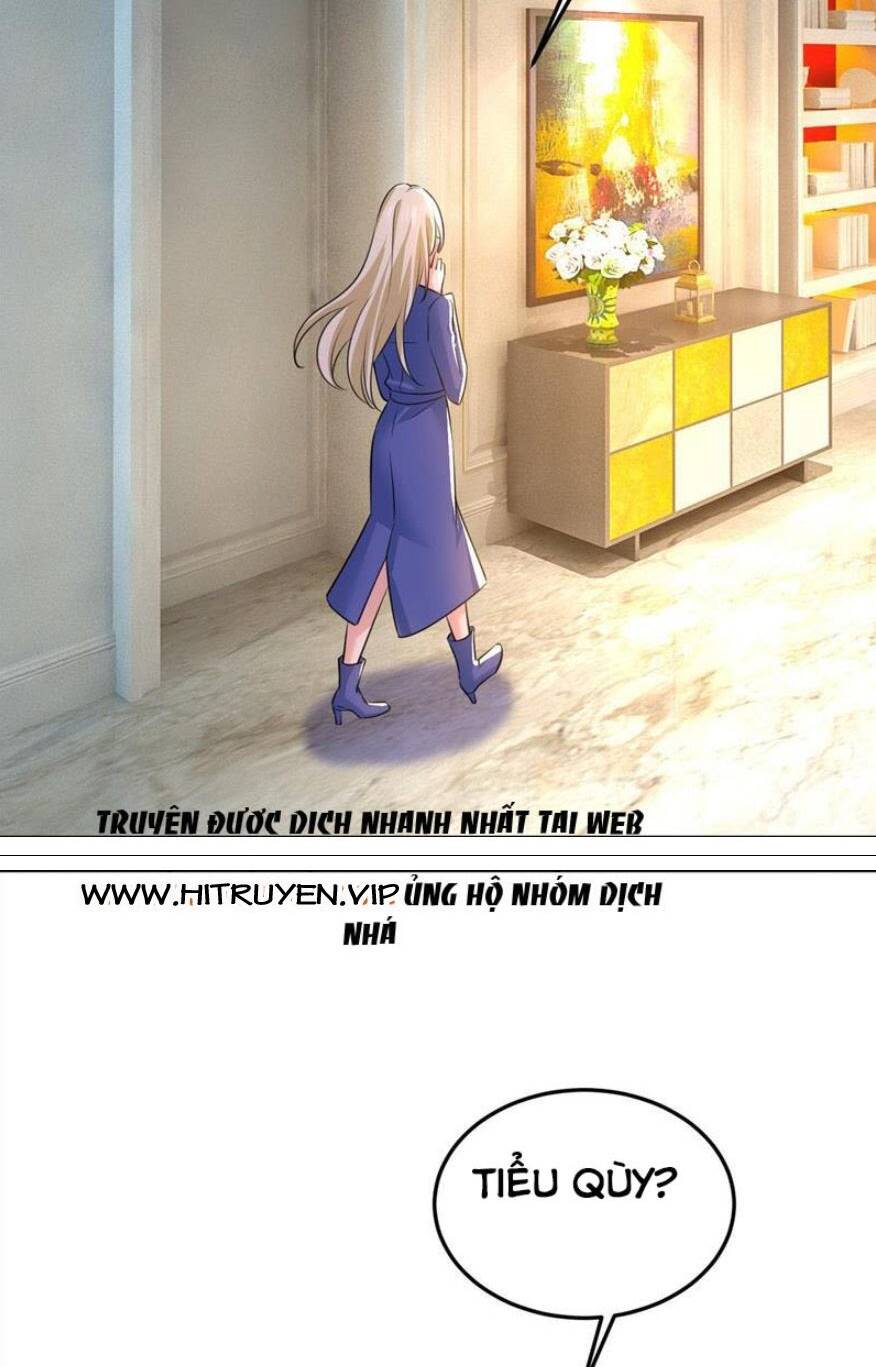 TRUYỆN ĐƯỢC DỊCH NHANH NHẤT TẠI WEB
WWW.HITRUYEN.VIP. ỦNG HỘ NHÓM DỊCH
NHÁ
TIỂU QÙY?